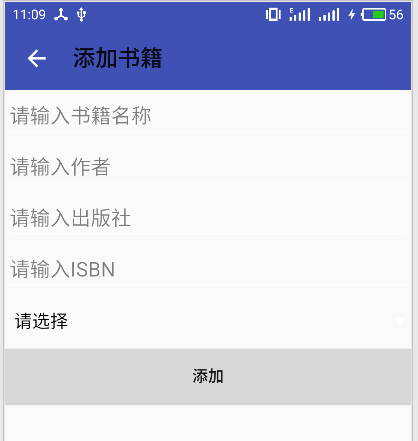 11:09 E 56
添加书籍
请输入书籍名称
请输入作者
请输入出版社
请输入ISBN
请选择
添加